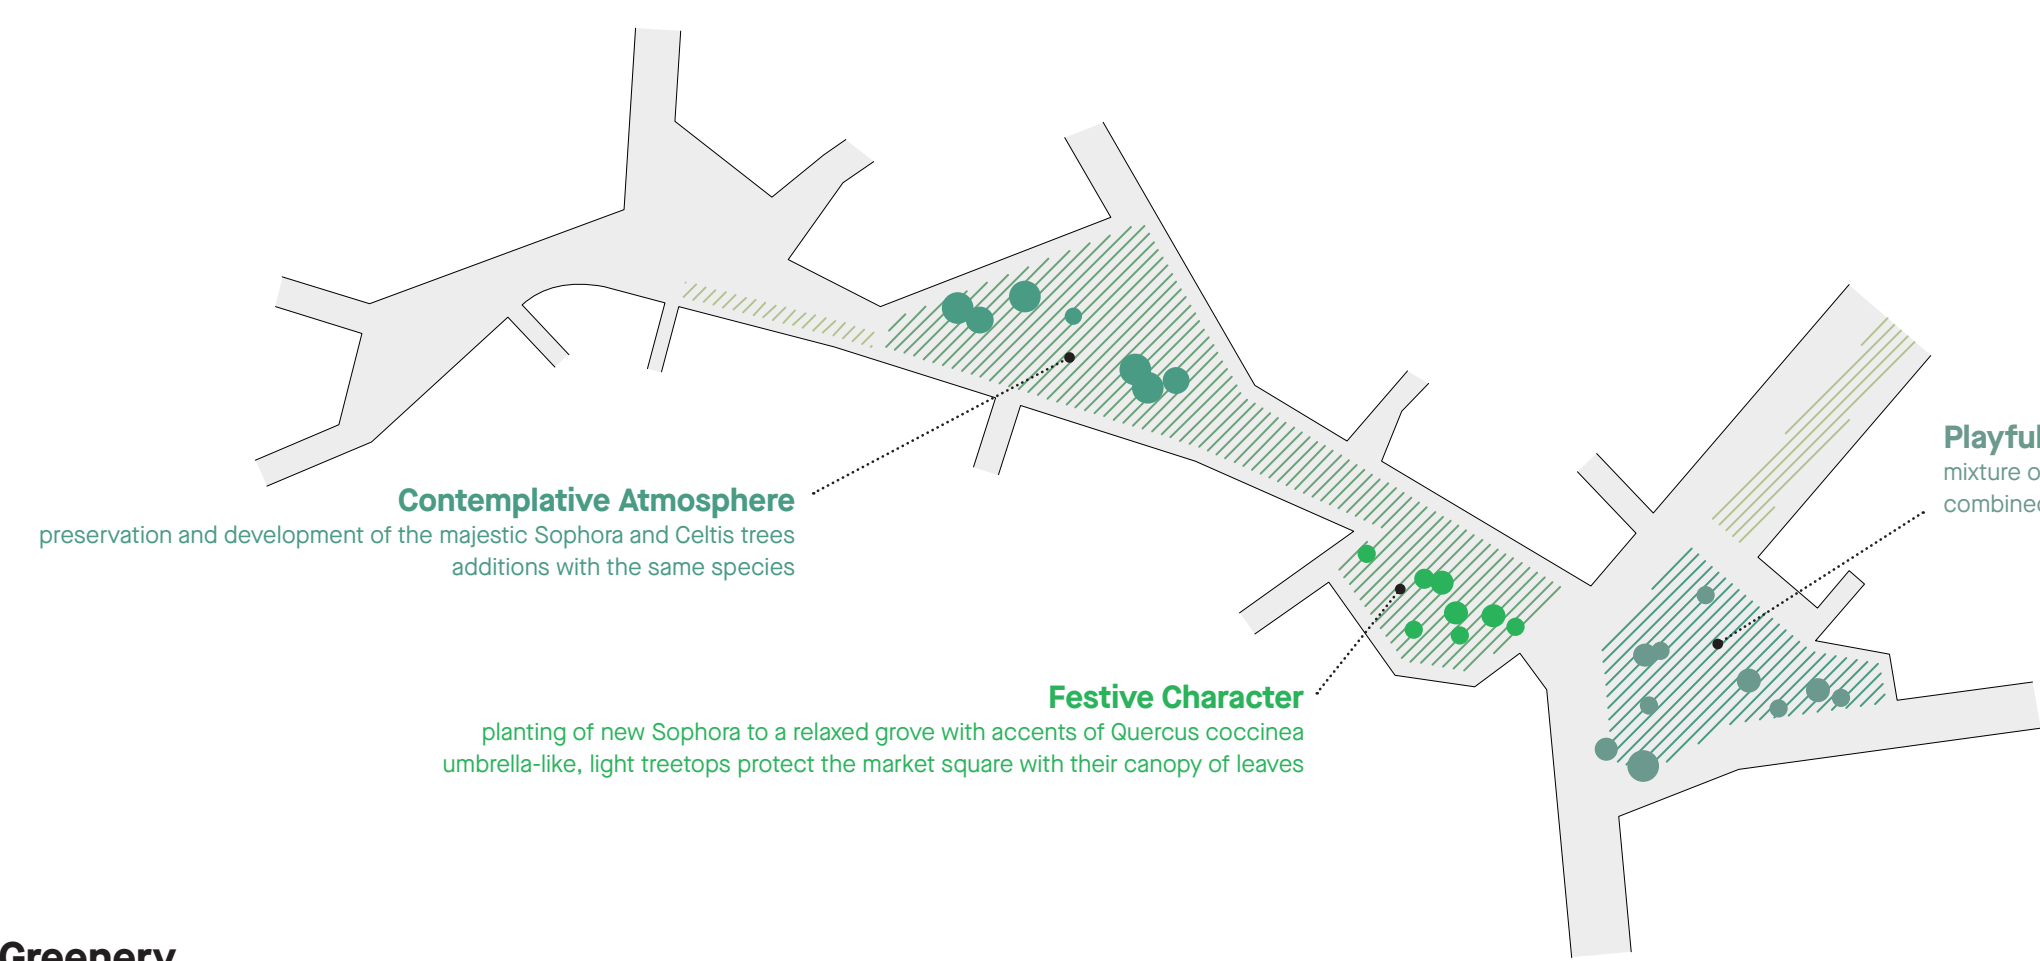 Contemplative Atmosphere
preservation and development of the majestic Sophora and Celtis trees
additions with the same species
Festive Character
planting of new Sophora to a relaxed grove with accents of Quercus coccinea
umbrella-like, light treetops protect the market square with their canopy of leaves
Playful
mixture o
combined
Greenery